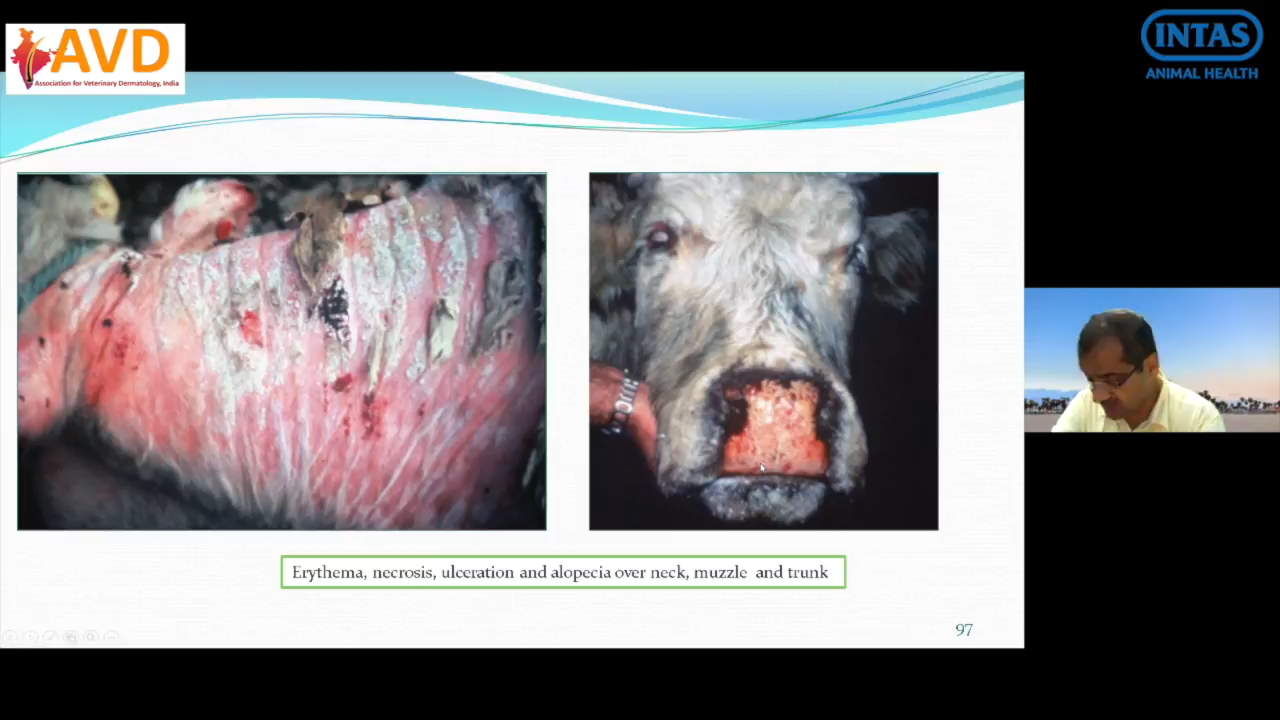 AVD
Association for Veterinary Dermatology, India
INTAS
ANIMAL HEALTH
Erythema, necrosis, ulceration and alopecia over neck, muzzle and trunk
97